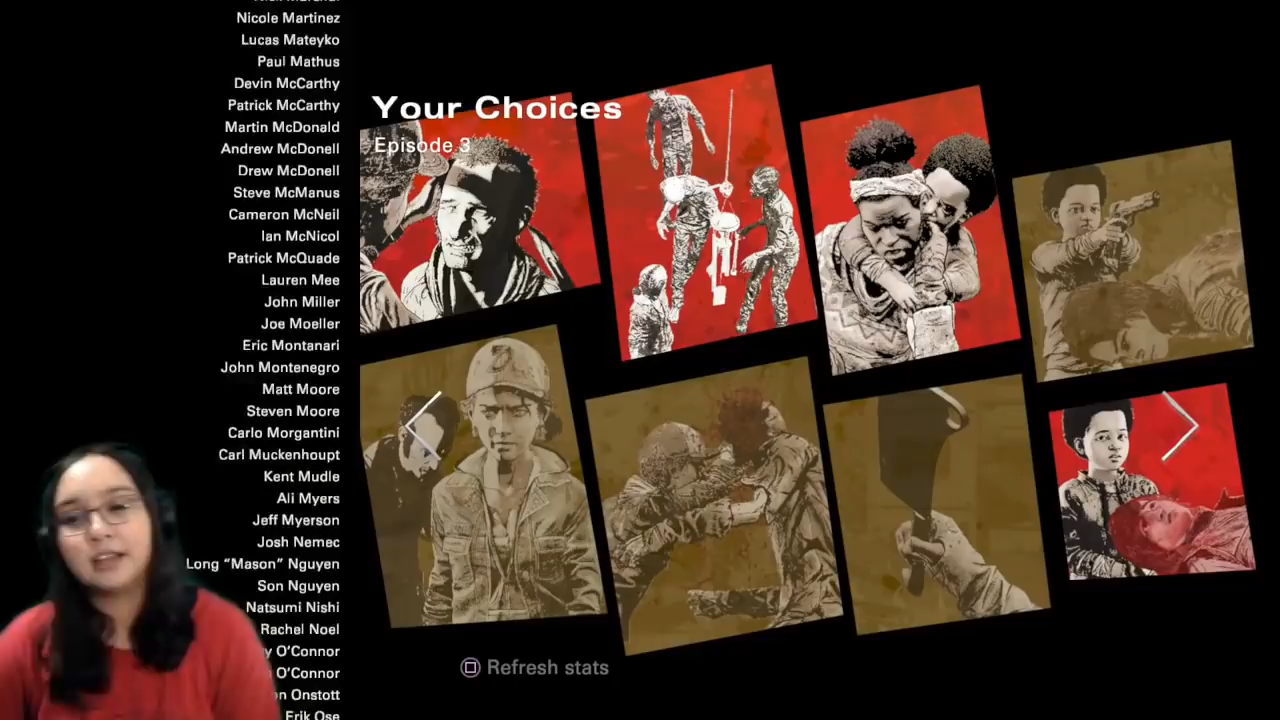 Nicole Martinez
Lucas Mateyko
Paul Mathus
Devin McCarthy
Patrick McCarthy
Martin McDonald
Andrew McDonell
Drew McDonell
Steve McManus
Cameron McNeil
Ian McNicol
Patrick McQuade
Lauren Mee
John Miller
Joe Moeller
Eric Montanari
John Montenegro
Matt Moore
Steven Moore
Carlo Morgantini
Carl Muckenhoupt
Kent Mudle
Ali Myers
Jeff Myerson
Josh Nemec
Long “Mason” Nguyen
Son Nguyen
Natsumi Nishi
Rachel Noel
O’Connor
O’Connor
Onstott
Erik Ose
Your Choices
Episode 3
Refresh stats